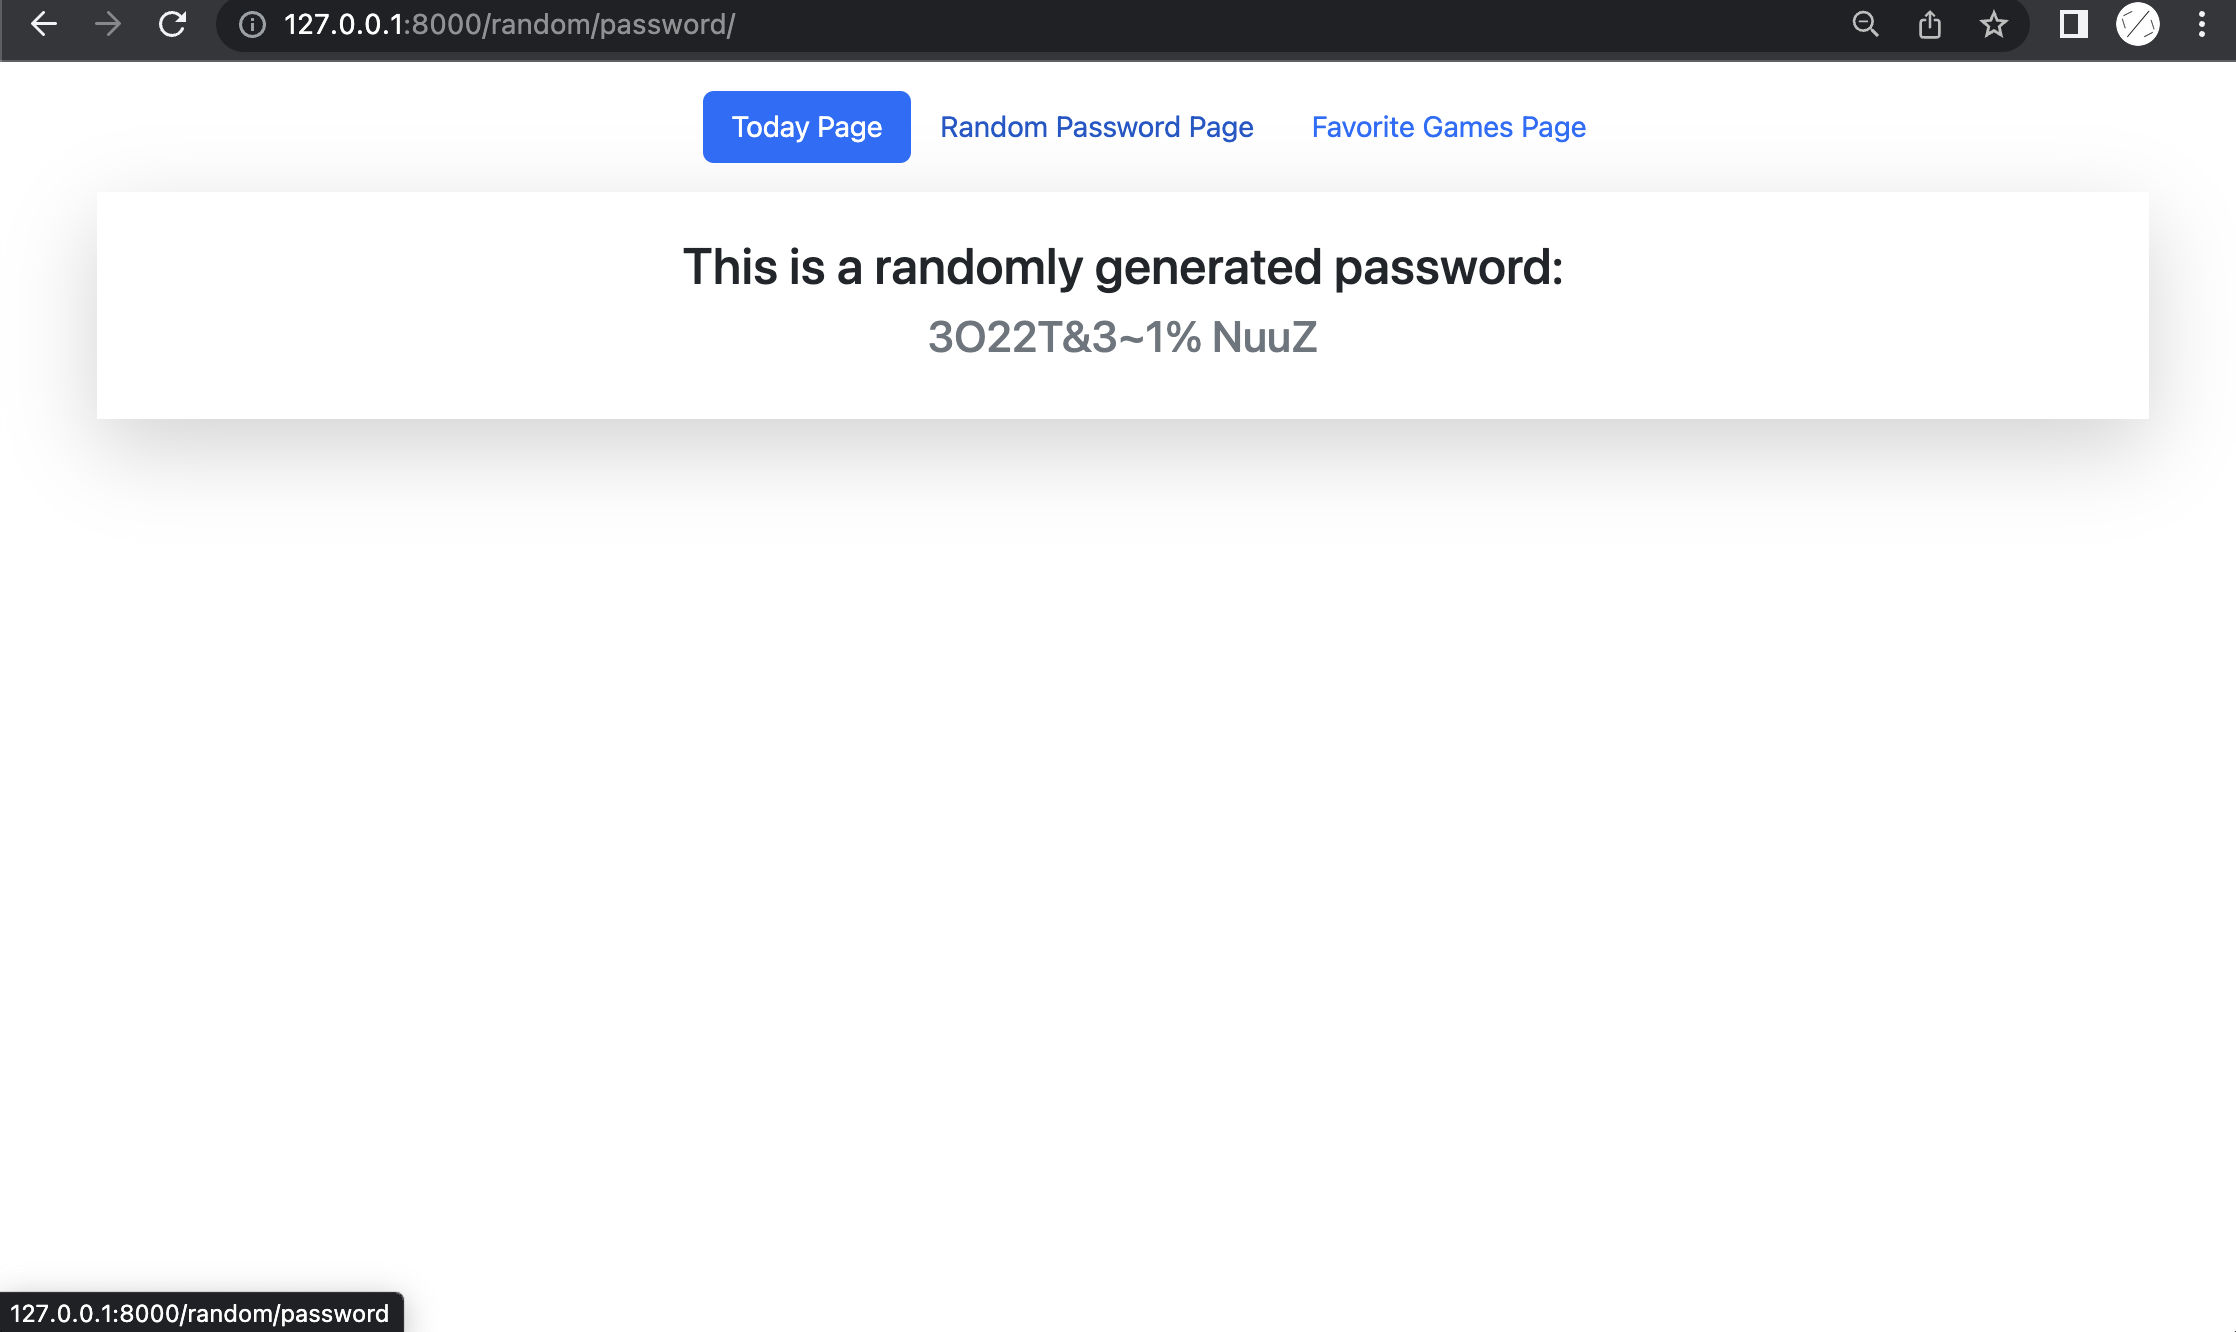 127.0.0.1:8000/random/password/
Today Page Random Password Page Favorite Games Page
This is a randomly generated password:
3O22T&3~1% NuuZ
127.0.0.1:8000/random/password